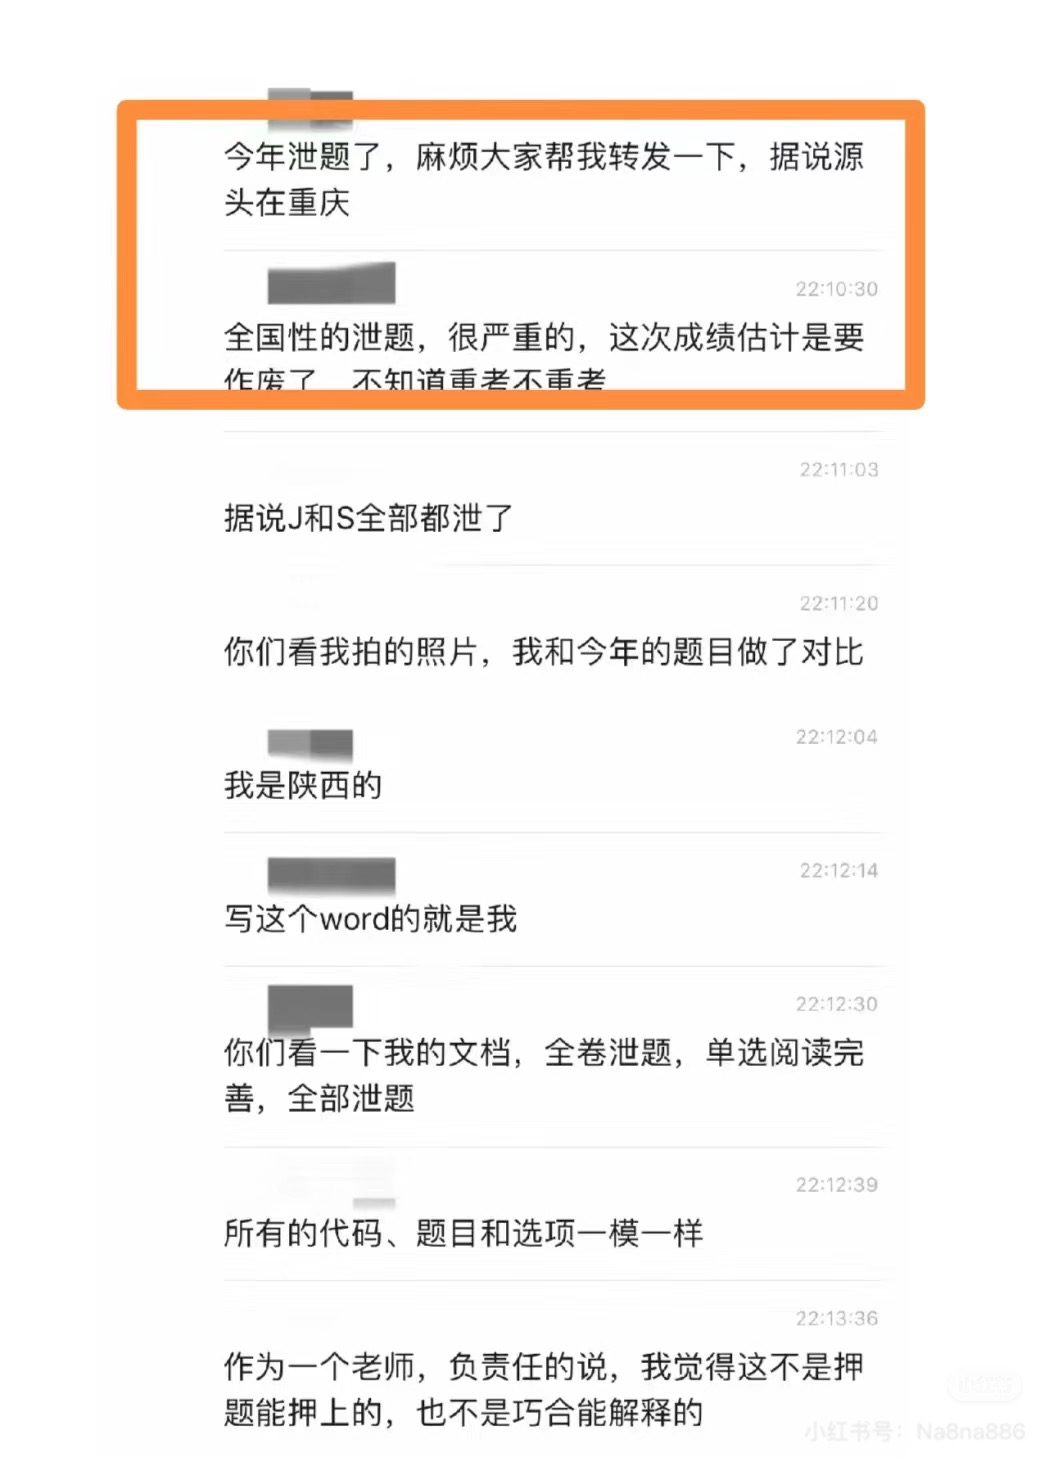 今年泄题了，麻烦大家帮我转发一下，据说源
头在重庆
22:10:30
全国性的泄题，很严重的，这次成绩估计是要
作废了，不知道重考不重考
22:11:03
据说J和S全部都泄了
22:11:20
你们看我拍的照片，我和今年的题目做了对比
22:12:04
我是陕西的
22:12:14
写这个word的就是我
22:12:30
你们看一下我的文档，全卷泄题，单选阅读完
善，全部泄题
22:12:39
所有的代码、题目和选项一模一样
22:13:36
作为一个老师，负责任的说，我觉得这不是押
题能押上的，也不是巧合能解释的
小红书号：Na8na886